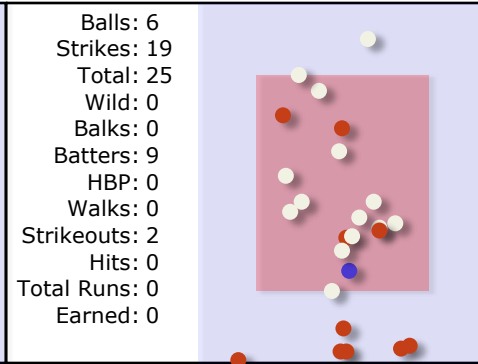 Balls: 6
Strikes: 19
Total: 25
Wild: 0
Balks: 0
Batters: 9
HBP: 0
Walks: 0
Strikeouts: 2
Hits: 0
Total Runs: 0
Earned: 0